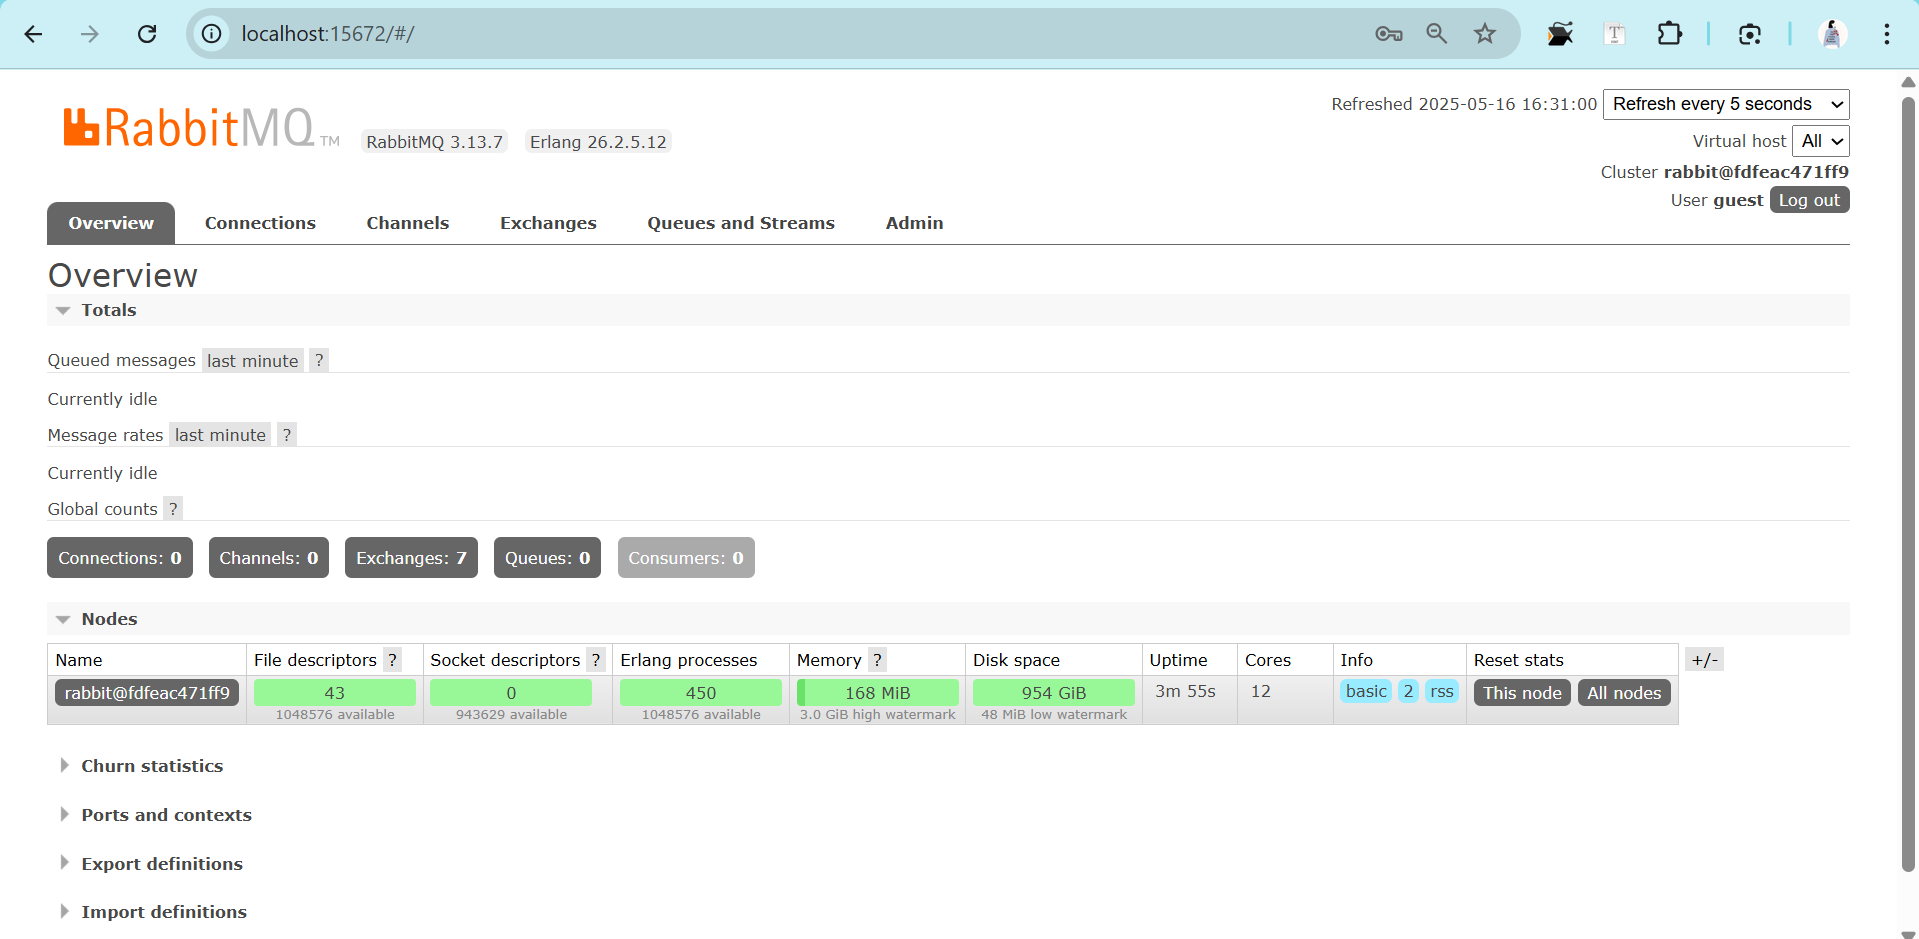 localhost:15672/#/
RabbitMQ TM
RabbitMQ 3.13.7 Erlang 26.2.5.12
Refreshed 2025-05-16 16:31:00 Refresh every 5 seconds
Virtual host All
Cluster rabbit@fdfeac471ff9
User guest Log out
Overview Connections Channels Exchanges Queues and Streams Admin
Overview
Totals
Queued messages last minute ?
Currently idle
Message rates last minute ?
Currently idle
Global counts ?
Connections: 0 Channels: 0 Exchanges: 7 Queues: 0 Consumers: 0
Nodes
Name File descriptors ? Socket descriptors ? Erlang processes Memory ? Disk space Uptime Cores Info Reset stats +/-
rabbit@fdfeac471ff9 43 0 450 168 MiB 954 GiB 3m 55s 12 basic 2 rss This node All nodes
1048576 available 943629 available 1048576 available 3.0 GiB high watermark 48 MiB low watermark
Churn statistics
Ports and contexts
Export definitions
Import definitions